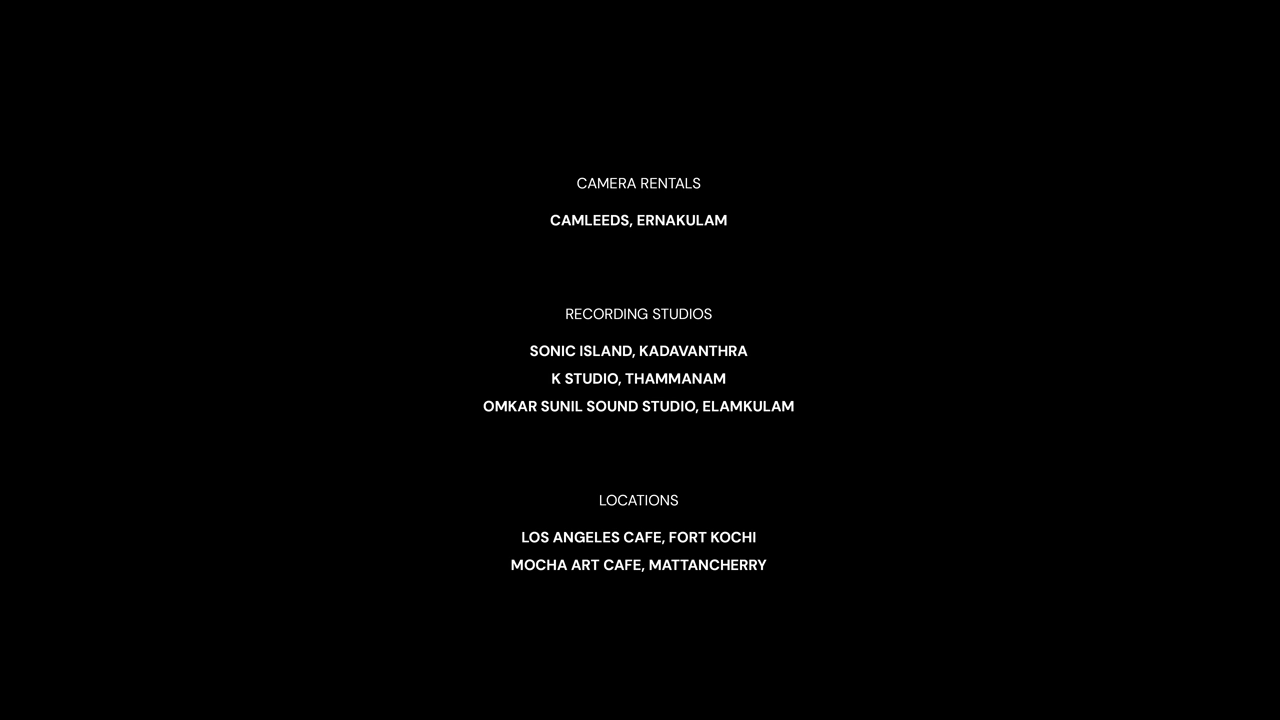 CAMERA RENTALS
CAMLEEDS, ERNAKULAM
RECORDING STUDIOS
SONIC ISLAND, KADAVANTHRA
K STUDIO, THAMMANAM
OMKAR SUNIL SOUND STUDIO, ELAMKULAM
LOCATIONS
LOS ANGELES CAFE, FORT KOCHI
MOCHA ART CAFE, MATTANCHERRY